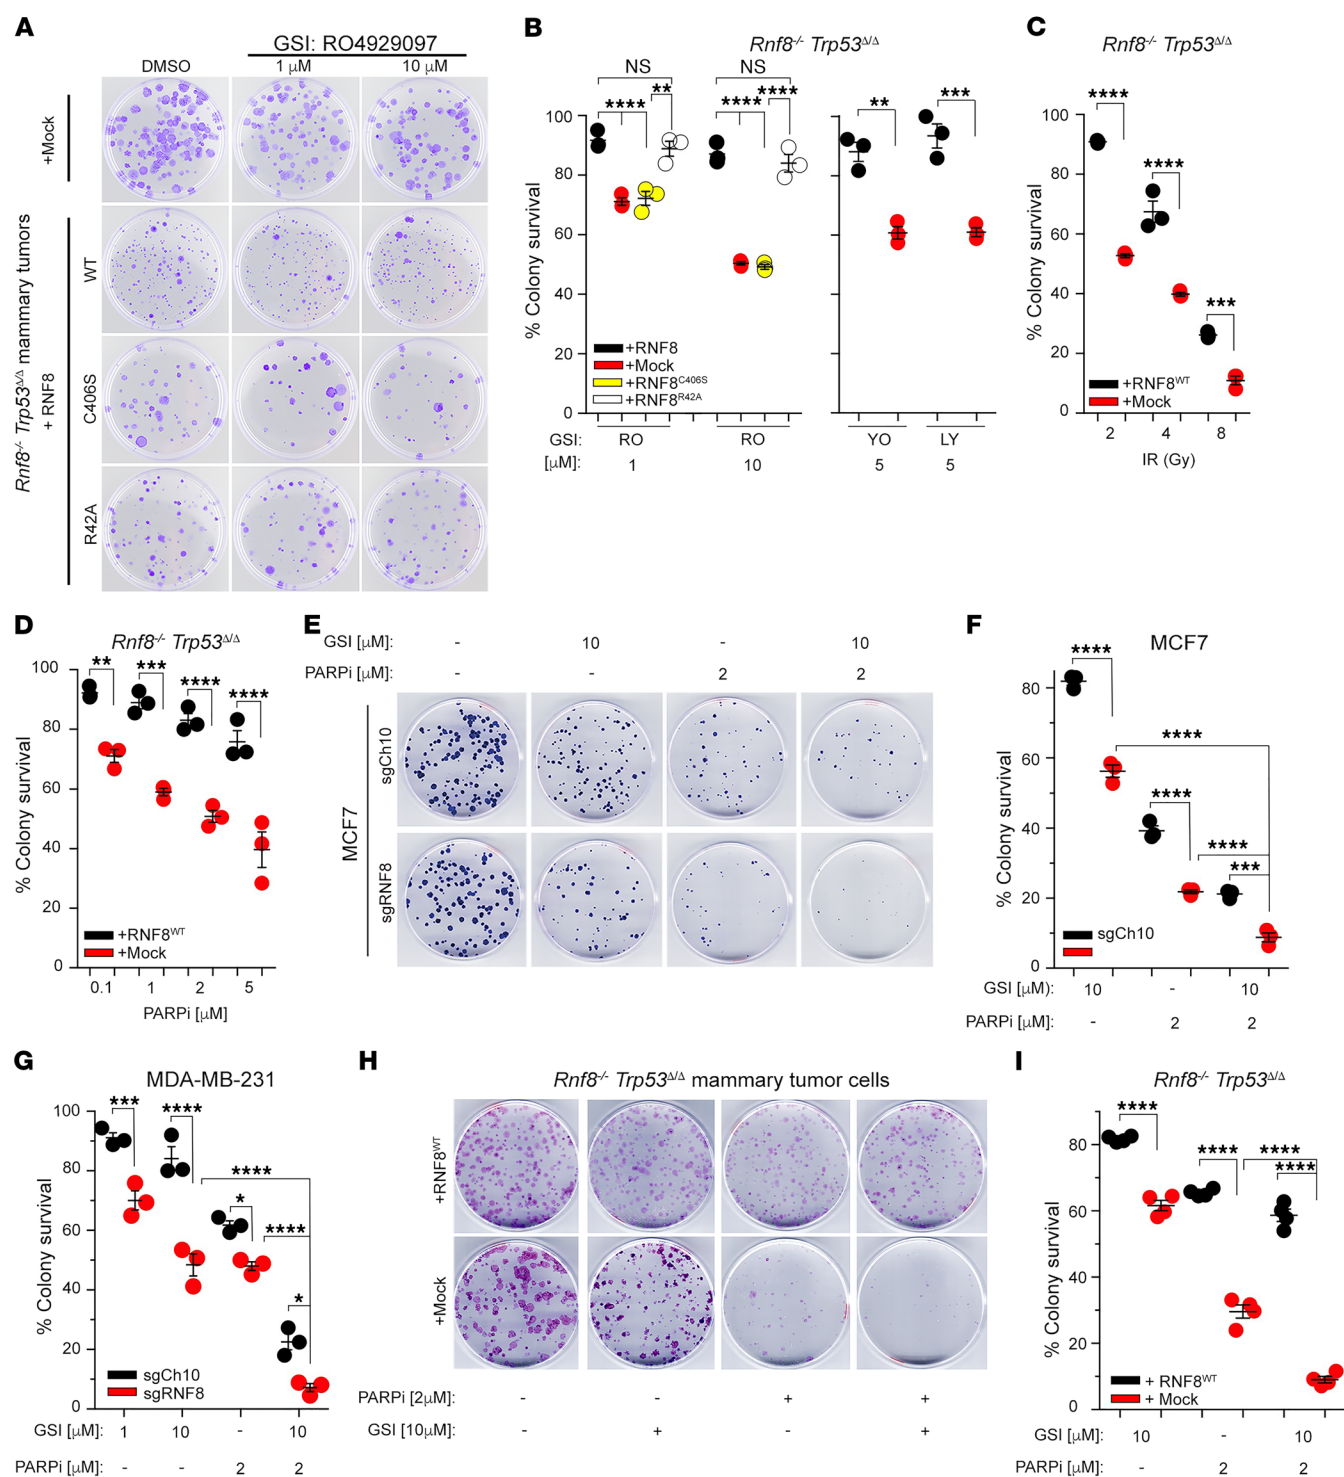 A
GSI: RO4929097
DMSO
1 μM
10 μM
+Mock
WT
C406S
R42A
Rnf8-/- Trp53Δ/Δ mammary tumors
+ RNF8
B
Rnf8-/- Trp53Δ/Δ
NS
NS
**
****
****
****
**
***
% Colony survival
100
80
60
40
20
0
+RNF8
+Mock
+RNF8C406S
+RNF8R42A
GSI:
RO
RO
YO
LY
[μM]:
1
10
5
5
C
Rnf8-/- Trp53Δ/Δ
****
****
***
% Colony survival
100
80
60
40
20
0
+RNF8WT
+Mock
2
4
8
IR (Gy)
D
Rnf8-/- Trp53Δ/Δ
**
***
****
****
% Colony survival
100
80
60
40
20
0
+RNF8WT
+Mock
0.1
1
2
5
PARPi [μM]
E
GSI [μM]:
-
10
-
10
PARPi [μM]:
-
-
2
2
MCF7
sgCh10
sgRNF8
F
MCF7
****
****
****
****
***
% Colony survival
80
60
40
20
0
sgCh10
GSI [μM):
10
-
10
PARPi [μM]:
-
2
2
G
MDA-MB-231
***
****
****
*
****
*
% Colony survival
100
80
60
40
20
0
sgCh10
sgRNF8
GSI [μM]:
1
10
-
10
PARPi [μM]:
-
-
2
2
H
Rnf8-/- Trp53Δ/Δ mammary tumor cells
+RNF8WT
+Mock
PARPi [2μM]:
-
-
+
+
GSI [10μM]:
-
+
-
+
I
Rnf8-/- Trp53Δ/Δ
****
****
****
****
% Colony survival
80
60
40
20
0
+ RNF8WT
+ Mock
GSI [μM]:
10
-
10
PARPi [μM]:
-
2
2